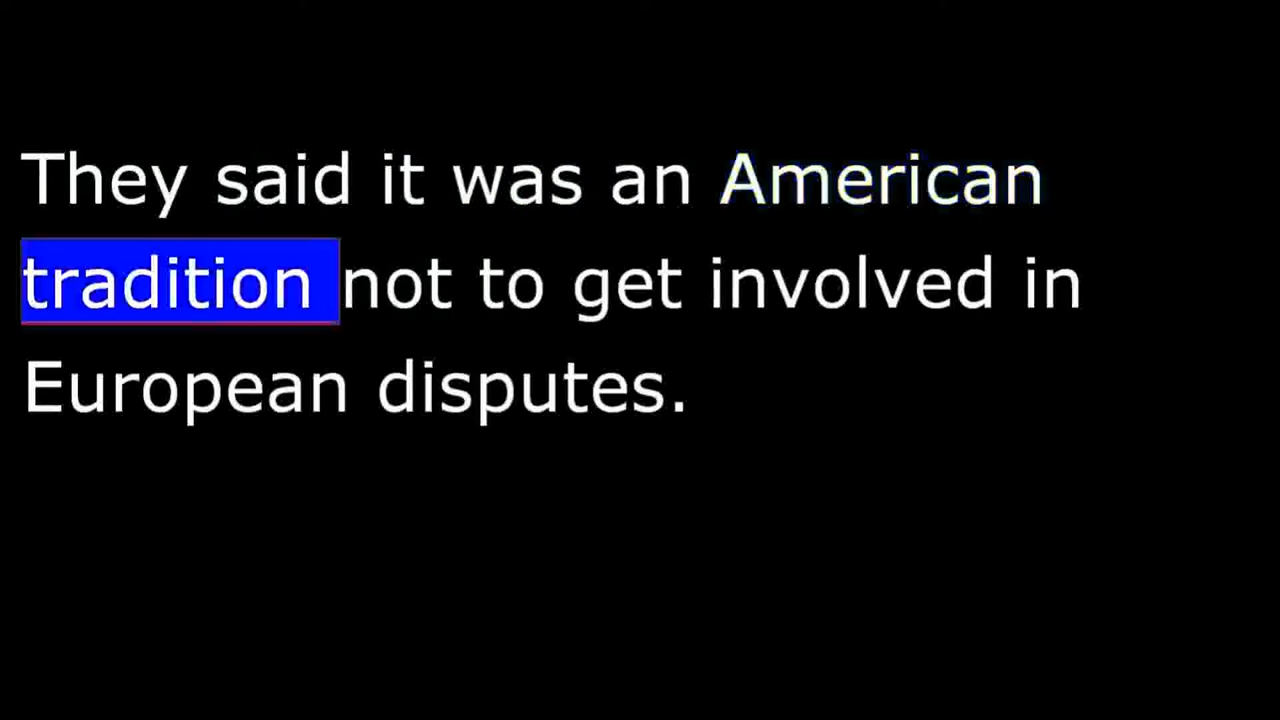 They said it was an American
tradition not to get involved in
European disputes.